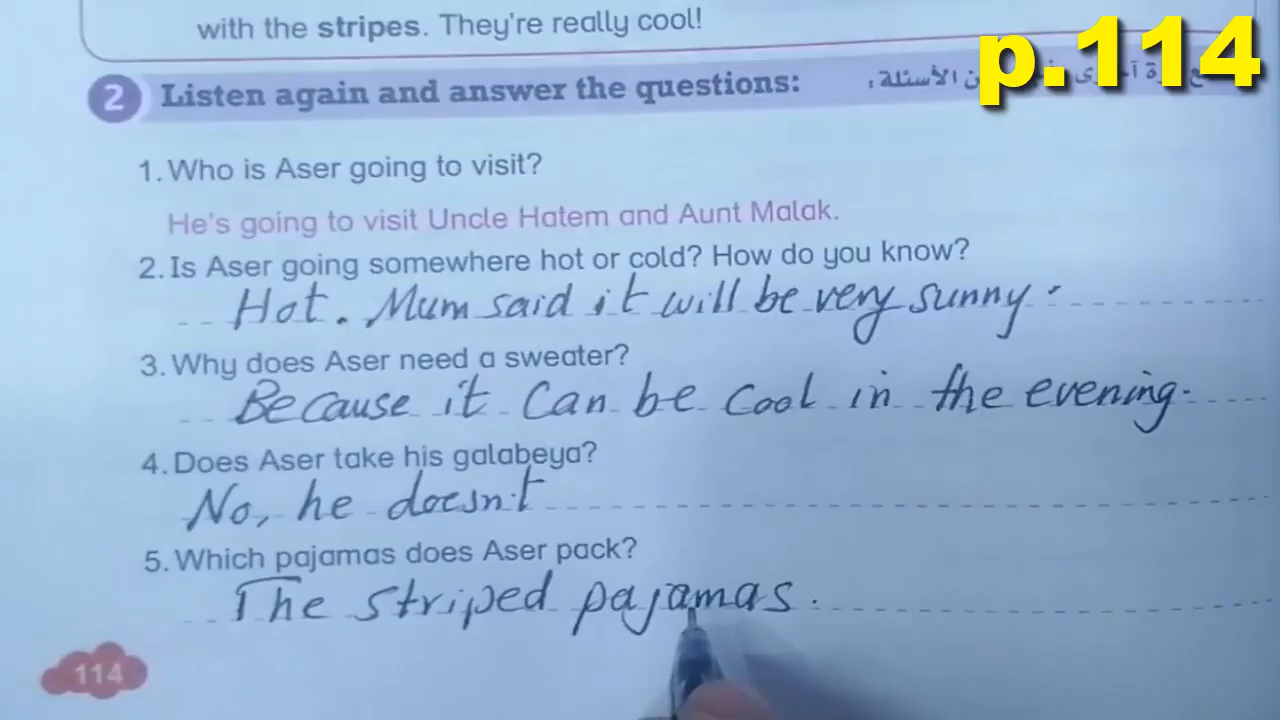 with the stripes. They're really cool!
p.114
2 Listen again and answer the questions: الأسئلة:
1. Who is Aser going to visit?
He's going to visit Uncle Hatem and Aunt Malak.
2. Is Aser going somewhere hot or cold? How do you know?
Hot. Mum said it will be very sunny.
3. Why does Aser need a sweater?
Because it can be cool in the evening.
4. Does Aser take his galabeya?
No, he doesn't
5. Which pajamas does Aser pack?
The striped pajamas.
114